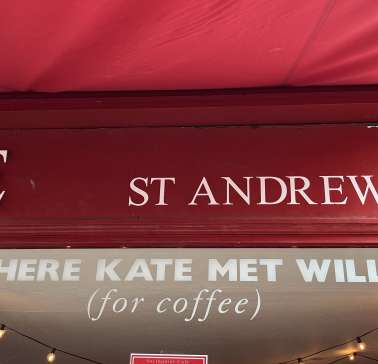 E ST ANDREW
HERE KATE MET WILL
(for coffee)